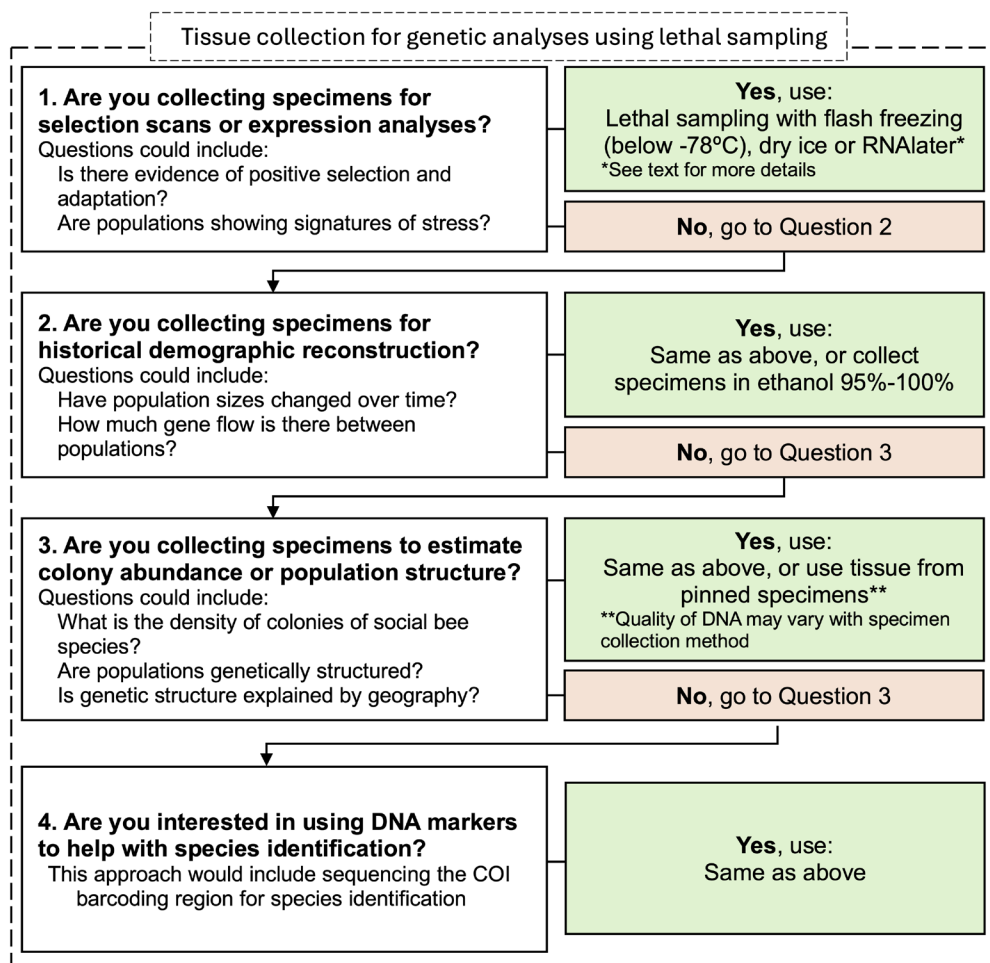 Tissue collection for genetic analyses using lethal sampling
1. Are you collecting specimens for
selection scans or expression analyses?
Questions could include:
Is there evidence of positive selection and
adaptation?
Are populations showing signatures of stress?
Yes, use:
Lethal sampling with flash freezing
(below -78ºC), dry ice or RNAlater*
*See text for more details
No, go to Question 2
2. Are you collecting specimens for
historical demographic reconstruction?
Questions could include:
Have population sizes changed over time?
How much gene flow is there between
populations?
Yes, use:
Same as above, or collect
specimens in ethanol 95%-100%
No, go to Question 3
3. Are you collecting specimens to estimate
colony abundance or population structure?
Questions could include:
What is the density of colonies of social bee
species?
Are populations genetically structured?
Is genetic structure explained by geography?
Yes, use:
Same as above, or use tissue from
pinned specimens**
**Quality of DNA may vary with specimen
collection method
No, go to Question 3
4. Are you interested in using DNA markers
to help with species identification?
This approach would include sequencing the COI
barcoding region for species identification
Yes, use:
Same as above